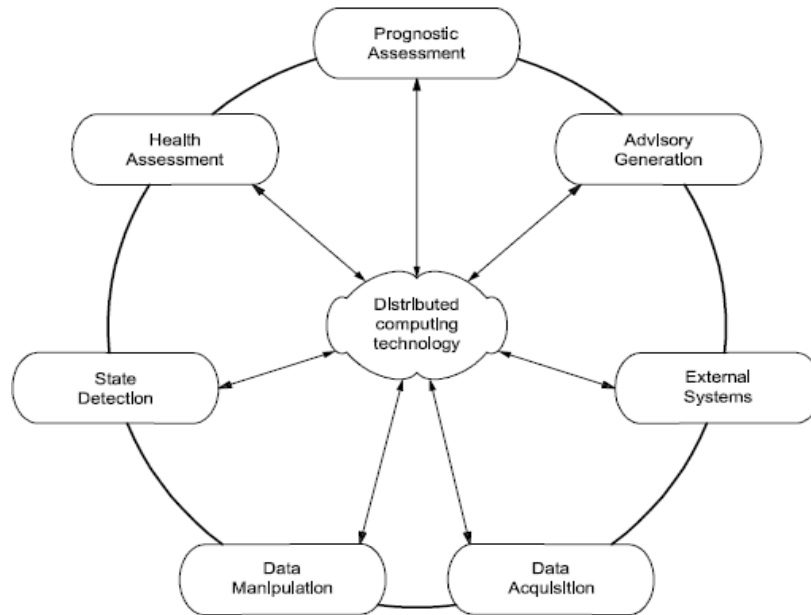 Prognostic
Assessment
Health
Assessment
Advisory
Generation
Distributed
computing
technology
State
Detection
External
Systems
Data
Manipulation
Data
Acquisition